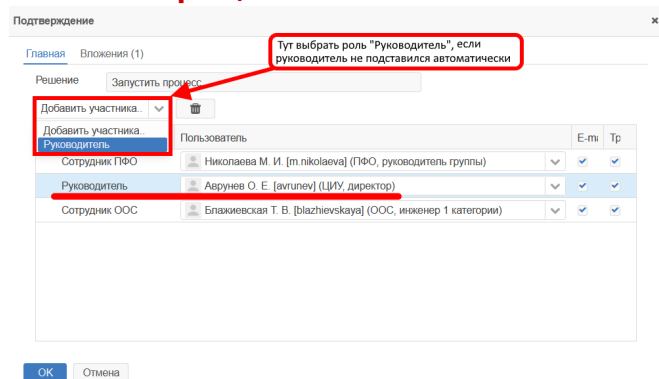 Подтверждение
Главная Вложения (1)
Тут выбрать роль "Руководитель", если
руководитель не подставился автоматически
Решение Запустить процесс
Добавить участника..
Добавить участника..
Руководитель
Пользователь E-ma Тр
Сотрудник ПФО Николаева М. И. [m.nikolaeva] (ПФО, руководитель группы)
Руководитель Аврунев О. Е. [avrunev] (ЦИУ, директор)
Сотрудник ООС Блажиевская Т. В. [blazhievskaya] (ООС, инженер 1 категории)
OK Отмена